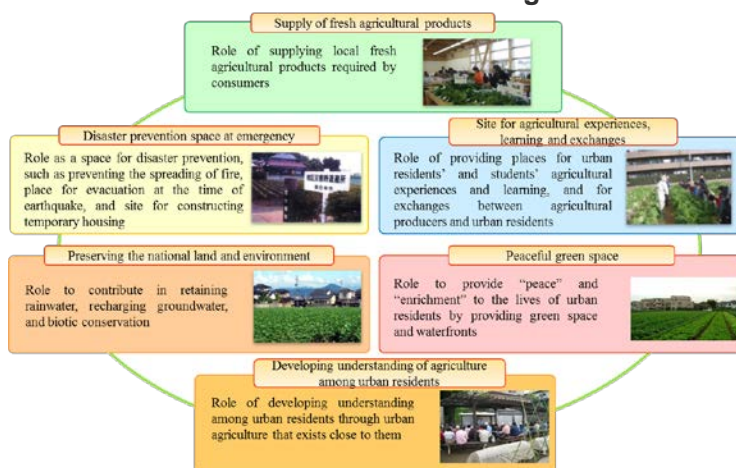 Supply of fresh agricultural products
Role of supplying local fresh
agricultural products required by
consumers
Disaster prevention space at emergency
Role as a space for disaster prevention,
such as preventing the spreading of fire,
place for evacuation at the time of
earthquake, and site for constructing
temporary housing
Site for agricultural experiences,
learning and exchanges
Role of providing places for urban
residents' and students' agricultural
experiences and learning, and for
exchanges between agricultural
producers and urban residents
Preserving the national land and environment
Role to contribute in retaining
rainwater, recharging groundwater,
and biotic conservation
Peaceful green space
Role to provide “peace” and
“enrichment” to the lives of urban
residents by providing green space
and waterfronts
Developing understanding of agriculture
among urban residents
Role of developing understanding
among urban residents through urban
agriculture that exists close to them